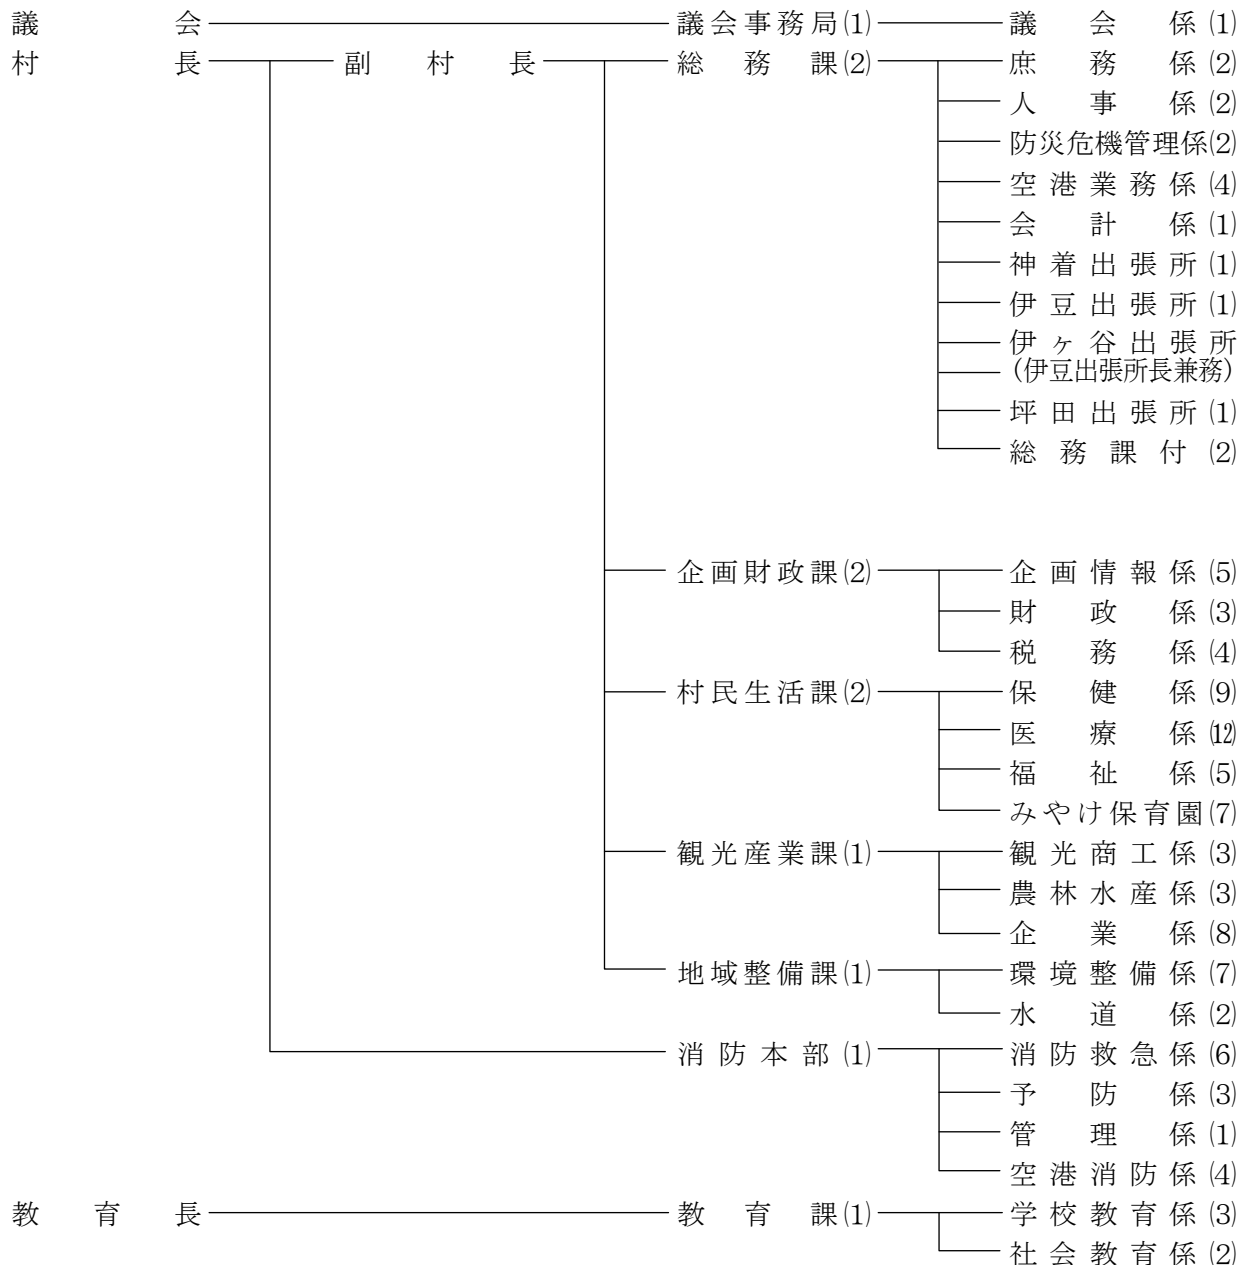 議会 議会事務局(1) 議会係(1)
村長 副村長 総務課(2) 庶務係(2)
人事係(2)
防災危機管理係(2)
空港業務係(4)
会計係(1)
神着出張所(1)
伊豆出張所(1)
伊ヶ谷出張所
(伊豆出張所長兼務)
坪田出張所(1)
総務課付(2)
企画財政課(2) 企画情報係(5)
財政係(3)
税務係(4)
村民生活課(2) 保健係(9)
医療係(12)
福祉係(5)
みやけ保育園(7)
観光産業課(1) 観光商工係(3)
農林水産係(3)
企業係(8)
地域整備課(1) 環境整備係(7)
水道係(2)
消防本部(1) 消防救急係(6)
予防係(3)
管理係(1)
空港消防係(4)
教育長 教育課(1) 学校教育係(3)
社会教育係(2)